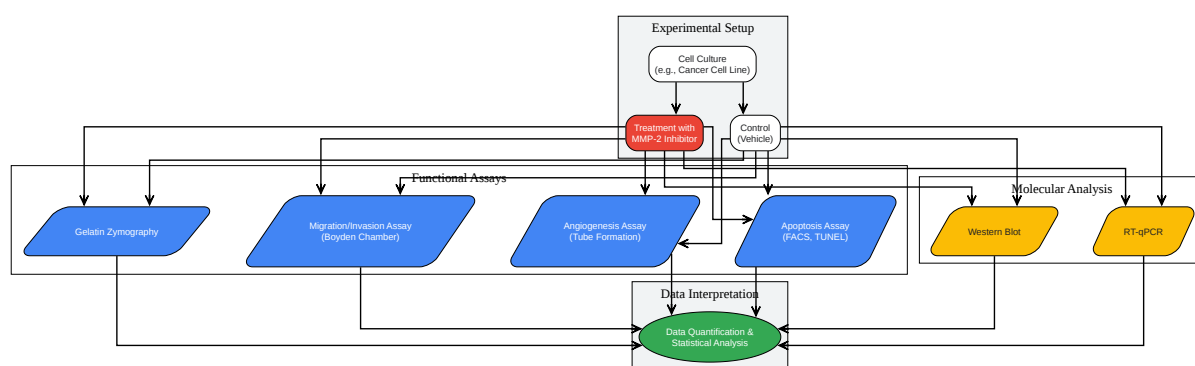 Experimental Setup
Cell Culture
(e.g., Cancer Cell Line)
Treatment with
MMP-2 Inhibitor
Control
(Vehicle)
Functional Assays
Molecular Analysis
Gelatin Zymography
Migration/Invasion Assay
(Boyden Chamber)
Angiogenesis Assay
(Tube Formation)
Apoptosis Assay
(FACS, TUNEL)
Western Blot
RT-qPCR
Data Interpretation
Data Quantification &
Statistical Analysis